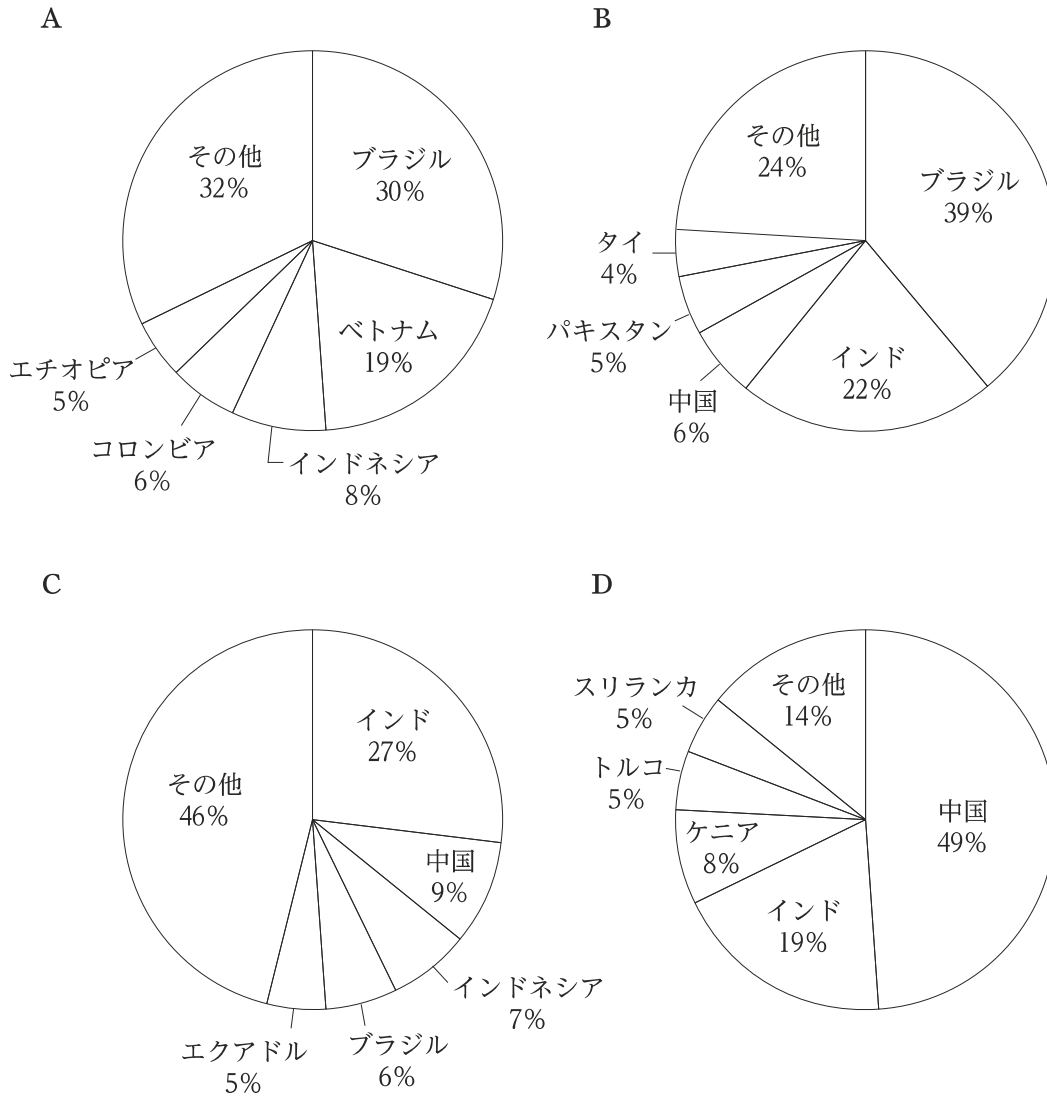 A
その他
32%
ブラジル
30%
ベトナム
19%
インドネシア
8%
コロンビア
6%
エチオピア
5%
B
その他
24%
ブラジル
39%
インド
22%
中国
6%
パキスタン
5%
タイ
4%
C
その他
46%
インド
27%
中国
9%
インドネシア
7%
ブラジル
6%
エクアドル
5%
D
その他
14%
中国
49%
インド
19%
ケニア
8%
トルコ
5%
スリランカ
5%